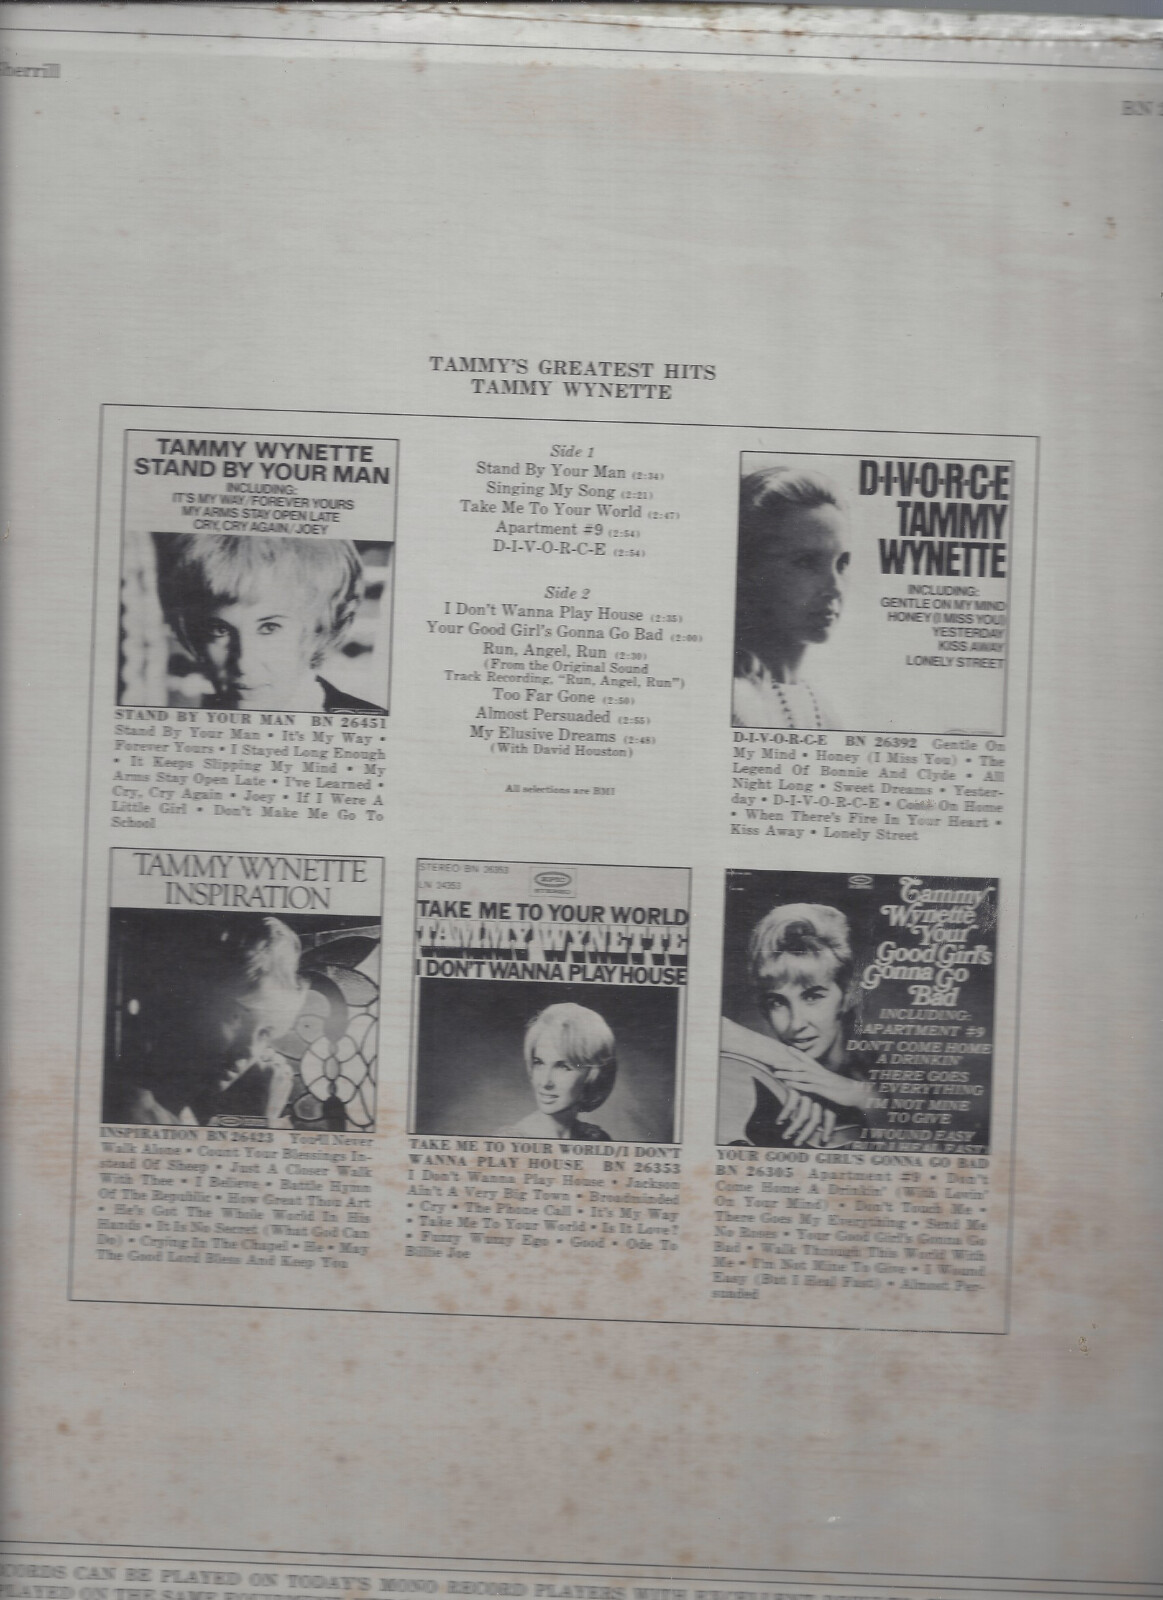 BN
TAMMY'S GREATEST HITS
TAMMY WYNETTE
TAMMY WYNETTE
STAND BY YOUR MAN
INCLUDING:
IT'S MY WAY/FOREVER YOURS
MY ARMS STAY OPEN LATE
CRY, CRY AGAIN/JOEY
STAND BY YOUR MAN BN 26451
Stand By Your Man • It's My Way •
Forever Yours • I Stayed Long Enough
• It Keeps Slipping My Mind • My
Arms Stay Open Late • I've Learned •
Cry, Cry Again • Joey • If I Were A
Little Girl • Don't Make Me Go To
School
Side 1
Stand By Your Man (2:34)
Singing My Song (2:21)
Take Me To Your World (2:47)
Apartment #9 (2:54)
D-I-V-O-R-C-E (2:54)
Side 2
I Don't Wanna Play House (2:35)
Your Good Girl's Gonna Go Bad (2:00)
Run, Angel, Run (2:30)
(From the Original Sound
Track Recording, "Run, Angel, Run")
Too Far Gone (2:50)
Almost Persuaded (2:55)
My Elusive Dreams (2:48)
(With David Houston)
All selections are BMI
D·I·V·O·R·C·E
TAMMY
WYNETTE
INCLUDING:
GENTLE ON MY MIND
HONEY (I MISS YOU)
YESTERDAY
KISS AWAY
LONELY STREET
D-I-V-O-R-C-E BN 26392 Gentle On
My Mind • Honey (I Miss You) • The
Legend Of Bonnie And Clyde • All
Night Long • Sweet Dreams • Yester-
day • D-I-V-O-R-C-E • Come On Home
• When There's Fire In Your Heart •
Kiss Away • Lonely Street
TAMMY WYNETTE
INSPIRATION
INSPIRATION BN 26423 You'll Never
Walk Alone • Count Your Blessings In-
stead Of Sheep • Just A Closer Walk
With Thee • I Believe • Battle Hymn
Of The Republic • How Great Thou Art
• He's Got The Whole World In His
Hands • It Is No Secret (What God Can
Do) • Crying In The Chapel • He • May
The Good Lord Bless And Keep You
STEREO BN 26353
LN 24353
EPIC
STEREO
TAKE ME TO YOUR WORLD
TAMMY WYNETTE
I DON'T WANNA PLAY HOUSE
TAKE ME TO YOUR WORLD/I DON'T
WANNA PLAY HOUSE BN 26353
I Don't Wanna Play House • Jackson
Ain't A Very Big Town • Broadminded
• Cry • The Phone Call • It's My Way
• Take Me To Your World • Is It Love?
• Fuzzy Wuzzy Ego • Good • Ode To
Billie Joe
Tammy
Wynette
Your
Good Girl's
Gonna Go
Bad
INCLUDING:
APARTMENT #9
DON'T COME HOME
A DRINKIN'
THERE GOES
MY EVERYTHING
I'M NOT MINE
TO GIVE
I WOUND EASY
(BUT I HEAL FAST)
YOUR GOOD GIRL'S GONNA GO BAD
BN 26305 Apartment #9 • Don't
Come Home A Drinkin' (With Lovin'
On Your Mind) • Don't Touch Me •
There Goes My Everything • Send Me
No Roses • Your Good Girl's Gonna Go
Bad • Walk Through This World With
Me • I'm Not Mine To Give • I Wound
Easy (But I Heal Fast) • Almost Per-
suaded
CAN BE PLAYED ON TODAY'S MONO RECORD PLAYERS WITH EXCELLENT
PLAYED ON THE SAME